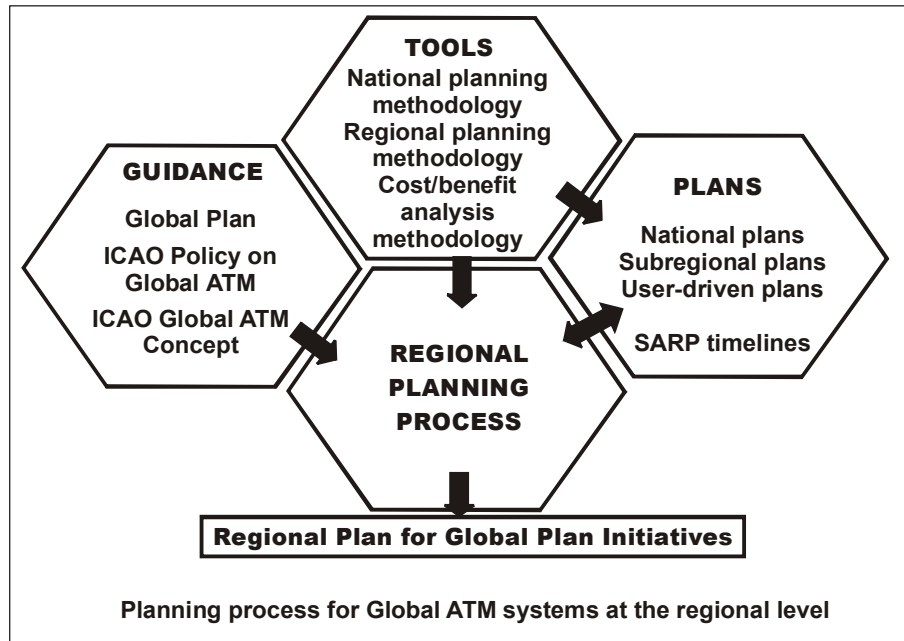 TOOLS
National planning
methodology
Regional planning
methodology
Cost/benefit
analysis
methodology
GUIDANCE
Global Plan
ICAO Policy on
Global ATM
ICAO Global ATM
Concept
PLANS
National plans
Subregional plans
User-driven plans
SARP timelines
REGIONAL
PLANNING
PROCESS
Regional Plan for Global Plan Initiatives
Planning process for Global ATM systems at the regional level